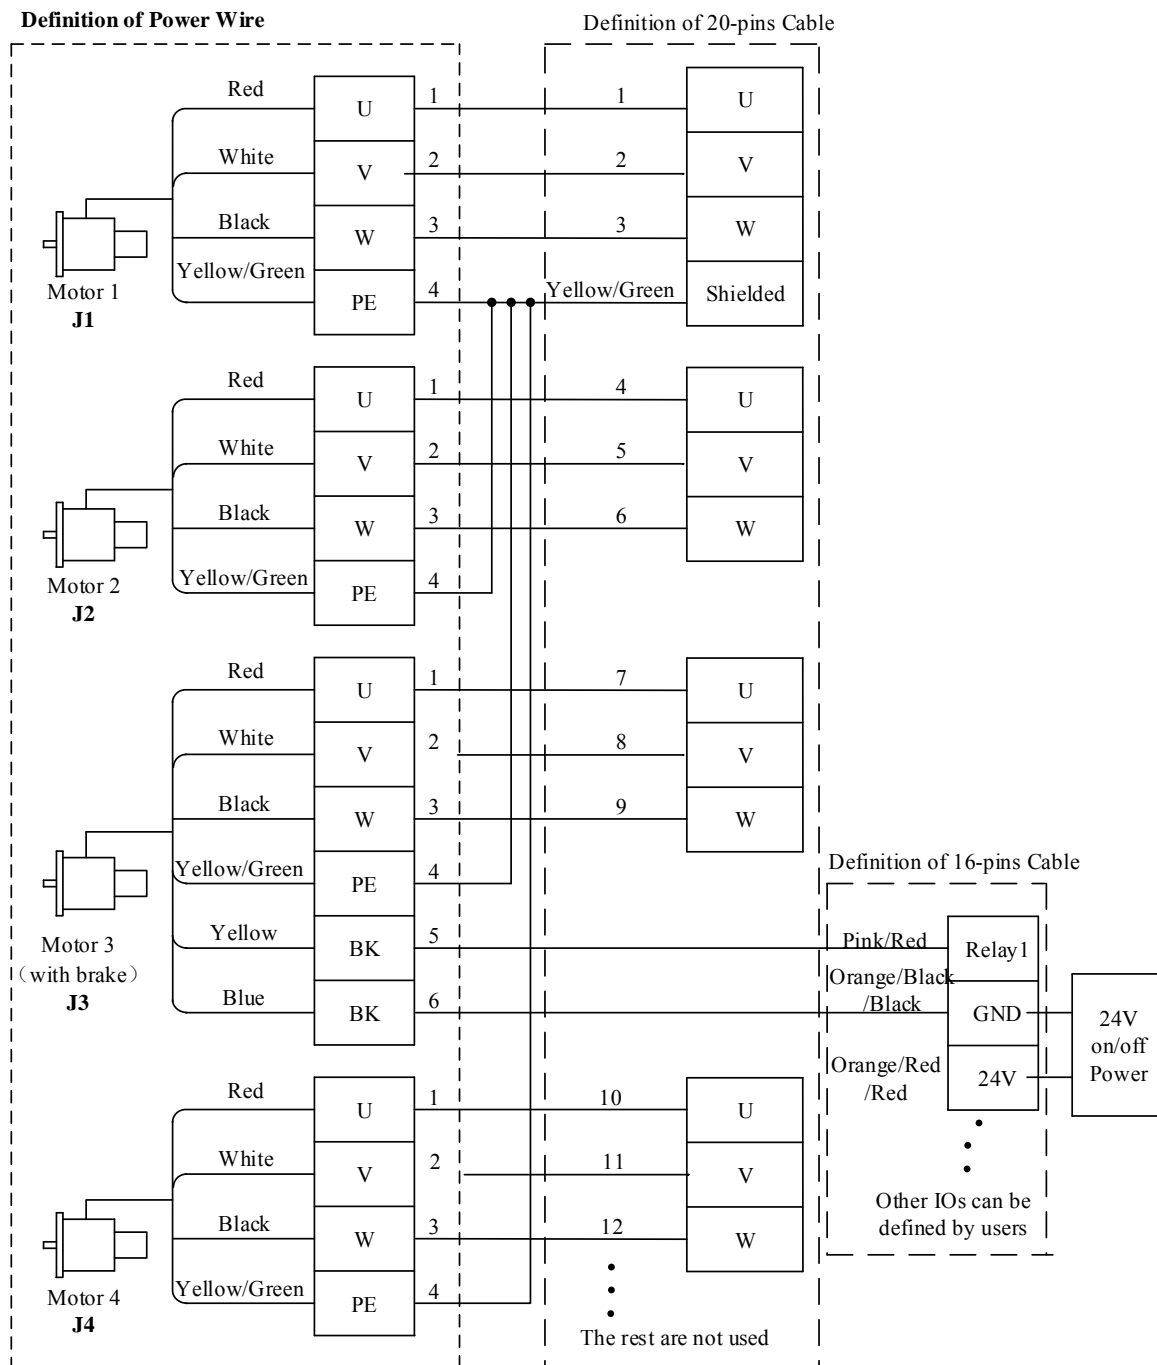 Definition of Power Wire
Definition of 20-pins Cable
Red U 1 1 U
White V 2 2 V
Black W 3 3 W
Yellow/Green PE 4 Yellow/Green Shielded
Motor 1
J1
Red U 1 4 U
White V 2 5 V
Black W 3 6 W
Yellow/Green PE 4
Motor 2
J2
Red U 1 7 U
White V 2 8 V
Black W 3 9 W
Yellow/Green PE 4
Yellow BK 5
Blue BK 6
Motor 3
（with brake）
J3
Definition of 16-pins Cable
Pink/Red Relay1
Orange/Black
/Black GND
Orange/Red
/Red 24V
24V
on/off
Power
Other IOs can be
defined by users
Red U 1 10 U
White V 2 11 V
Black W 3 12 W
Yellow/Green PE 4
Motor 4
J4
The rest are not used